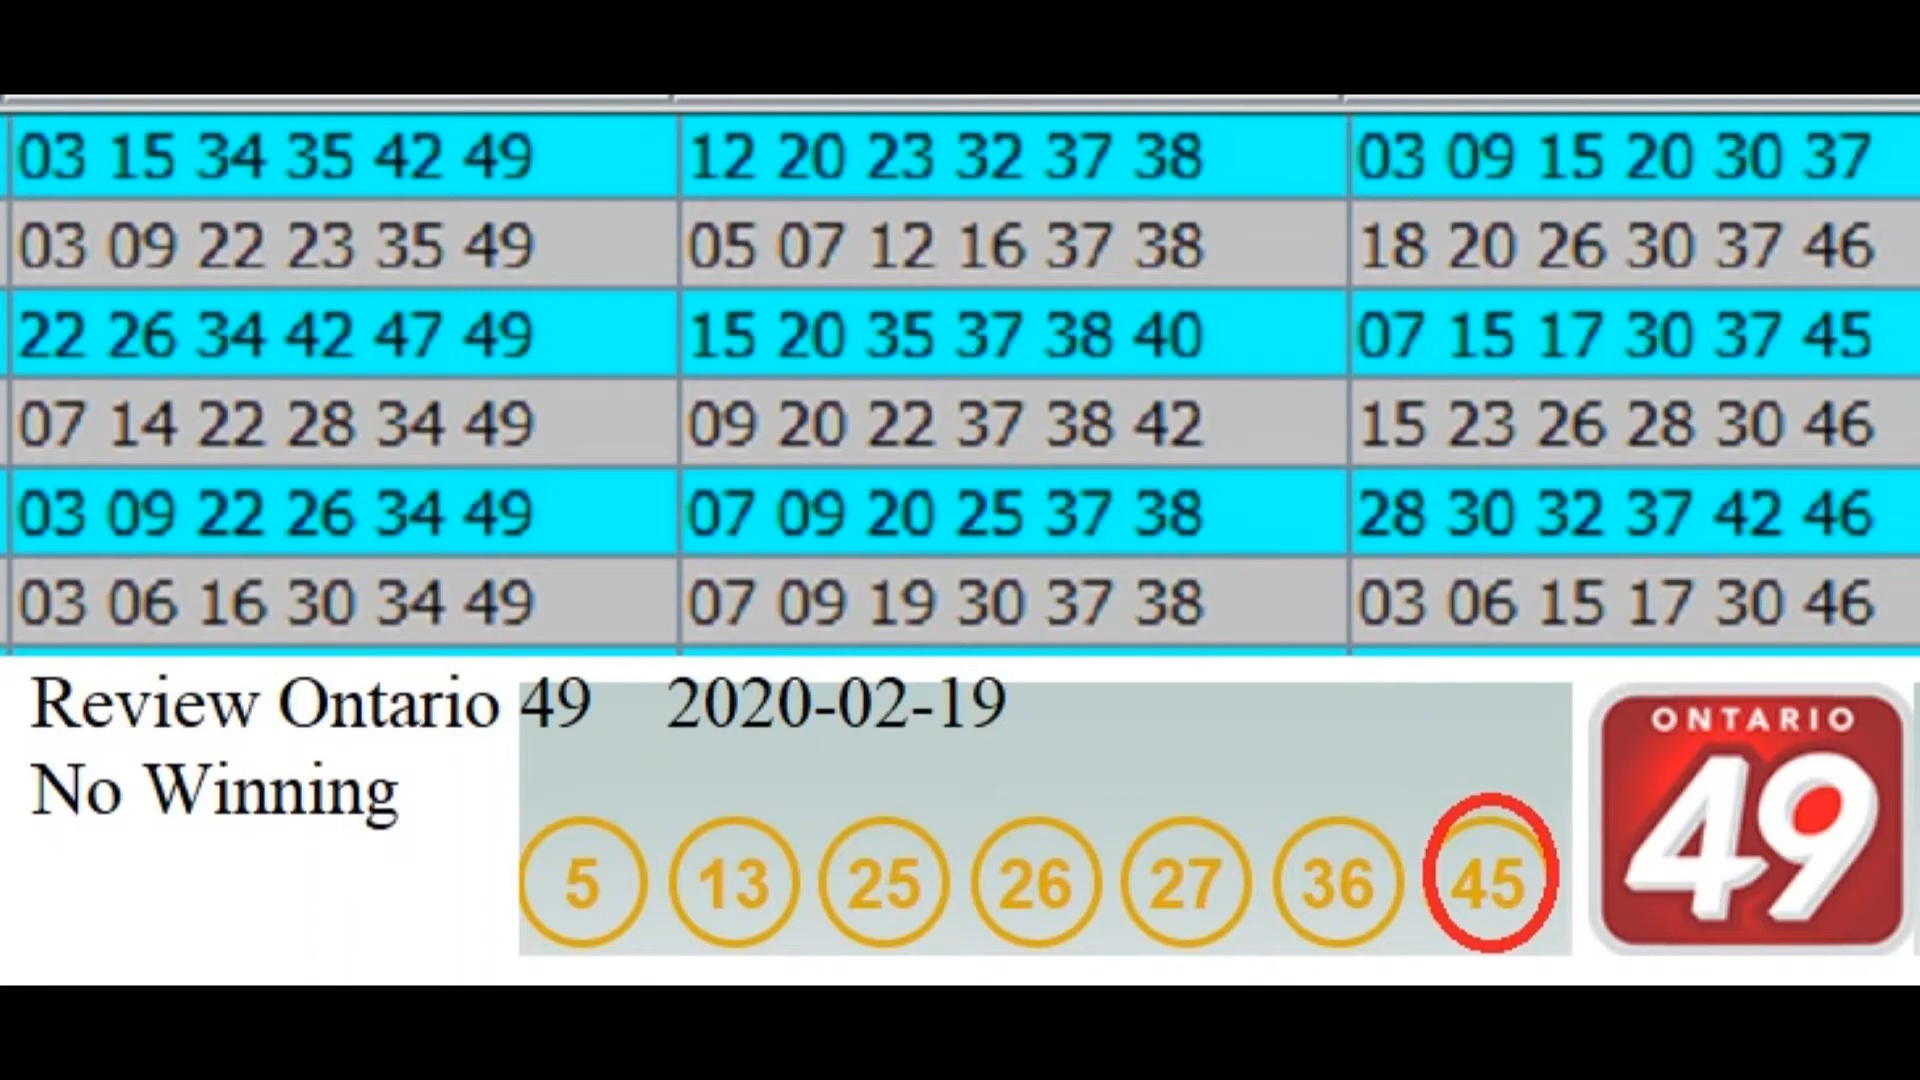 03 15 34 35 42 49 12 20 23 32 37 38 03 09 15 20 30 37
03 09 22 23 35 49 05 07 12 16 37 38 18 20 26 30 37 46
22 26 34 42 47 49 15 20 35 37 38 40 07 15 17 30 37 45
07 14 22 28 34 49 09 20 22 37 38 42 15 23 26 28 30 46
03 09 22 26 34 49 07 09 20 25 37 38 28 30 32 37 42 46
03 06 16 30 34 49 07 09 19 30 37 38 03 06 15 17 30 46
Review Ontario 49 2020-02-19
No Winning
5 13 25 26 27 36 45
ONTARIO
49